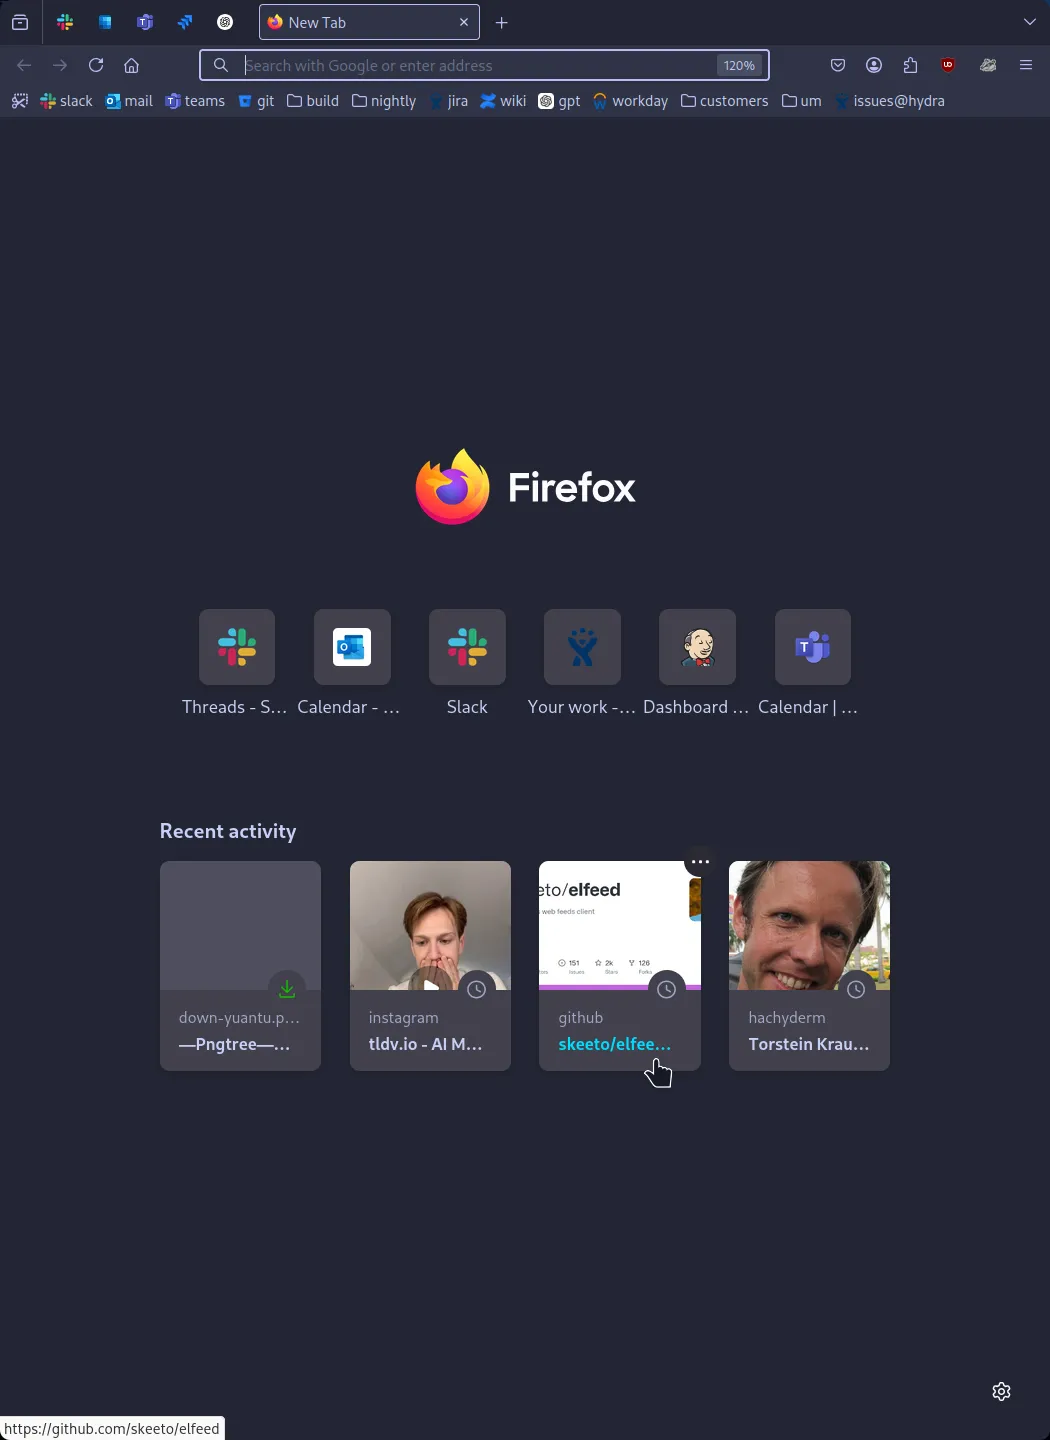 New Tab
Search with Google or enter address 120%
slack mail teams git build nightly jira wiki gpt workday customers um issues@hydra
Firefox
Threads - S... Calendar - ... Slack Your work -... Dashboard ... Calendar | ...
Recent activity
eto/elfeed
web feeds client
151 2k 126
Issues Stars Forks
down-yuantu.p... instagram github hachyderm
—Pngtree—... tldv.io - AI M... skeeto/elfee... Torstein Krau...
https://github.com/skeeto/elfeed